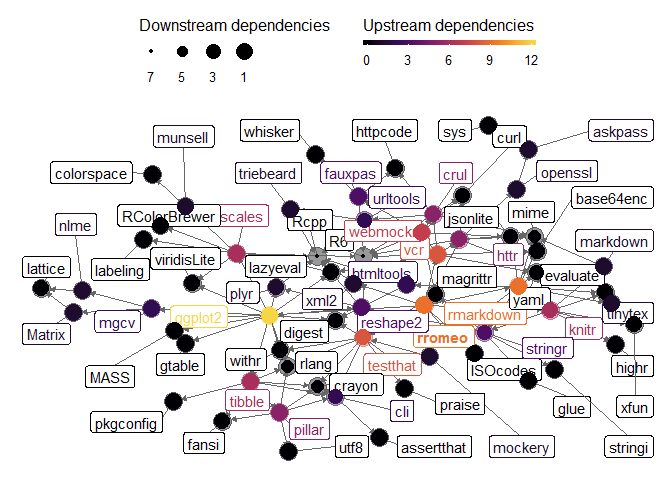 Downstream dependencies Upstream dependencies
7 5 3 1 0 3 6 9 12
munsell whisker httpcode sys curl askpass
colorspace triebeard fauxpas crul openssl
urltools base64enc
nlme RColorBrewer scales Rcpp jsonlite mime
webmock R6 markdown
lattice labeling viridisLite lazyeval vcr httr
htmltools magrittr evaluate
plyr xml2 yaml
Matrix mgcv ggplot2 reshape2 rmarkdown tinytex
digest rromeo knitr
MASS gtable withr rlang testthat stringr
ISOcodes highr
crayon
tibble praise glue xfun
pkgconfig cli
fansi pillar utf8 assertthat mockery stringi